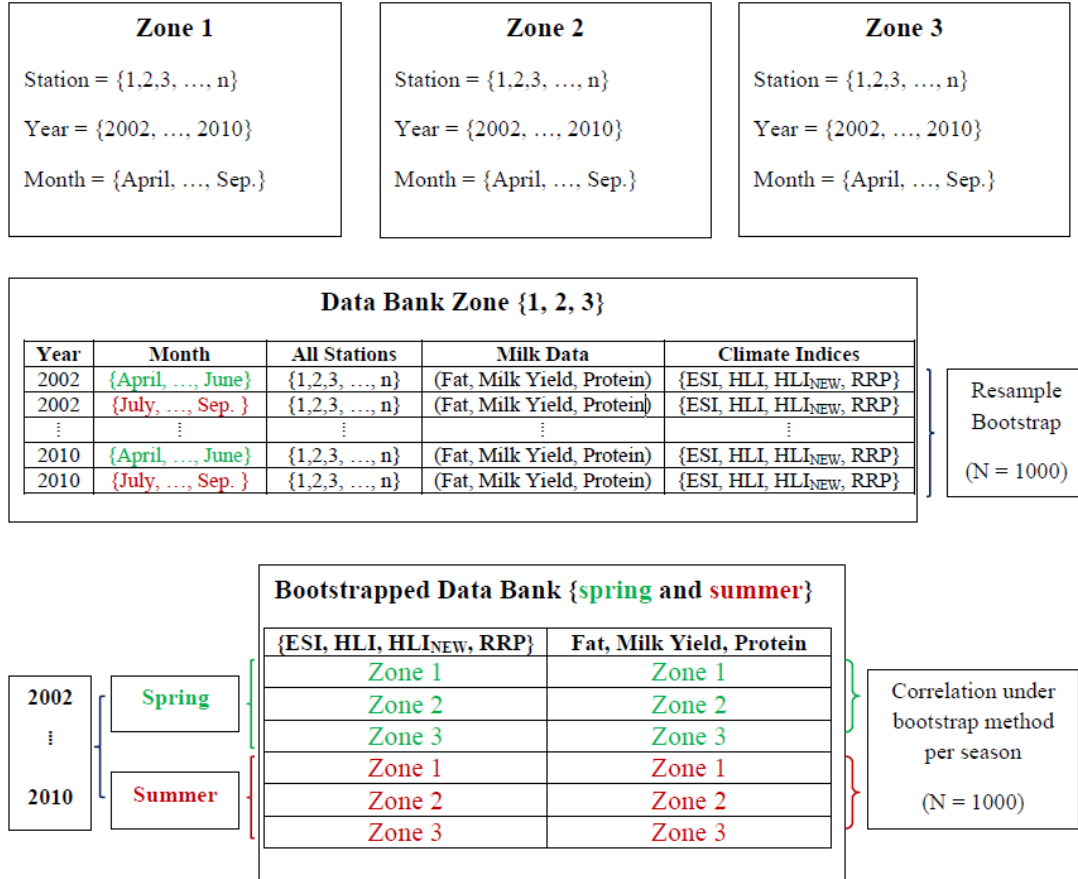 Zone 1
Station = {1,2,3, …, n}
Year = {2002, …, 2010}
Month = {April, …, Sep.}
Zone 2
Station = {1,2,3, …, n}
Year = {2002, …, 2010}
Month = {April, …, Sep.}
Zone 3
Station = {1,2,3, …, n}
Year = {2002, …, 2010}
Month = {April, …, Sep.}
Data Bank Zone {1, 2, 3}
Year Month All Stations Milk Data Climate Indices
2002 {April, …, June} {1,2,3, …, n} (Fat, Milk Yield, Protein) {ESI, HLI, HLINEW, RRP}
2002 {July, …, Sep. } {1,2,3, …, n} (Fat, Milk Yield, Protein) {ESI, HLI, HLINEW, RRP}
⁞ ⁞ ⁞ ⁞ ⁞
2010 {April, …, June} {1,2,3, …, n} (Fat, Milk Yield, Protein) {ESI, HLI, HLINEW, RRP}
2010 {July, …, Sep. } {1,2,3, …, n} (Fat, Milk Yield, Protein) {ESI, HLI, HLINEW, RRP}
Resample
Bootstrap
(N = 1000)
Bootstrapped Data Bank {spring and summer}
{ESI, HLI, HLINEW, RRP} Fat, Milk Yield, Protein
Zone 1 Zone 1
Zone 2 Zone 2
Zone 3 Zone 3
Zone 1 Zone 1
Zone 2 Zone 2
Zone 3 Zone 3
2002
⁞
2010
Spring
Summer
Correlation under
bootstrap method
per season
(N = 1000)